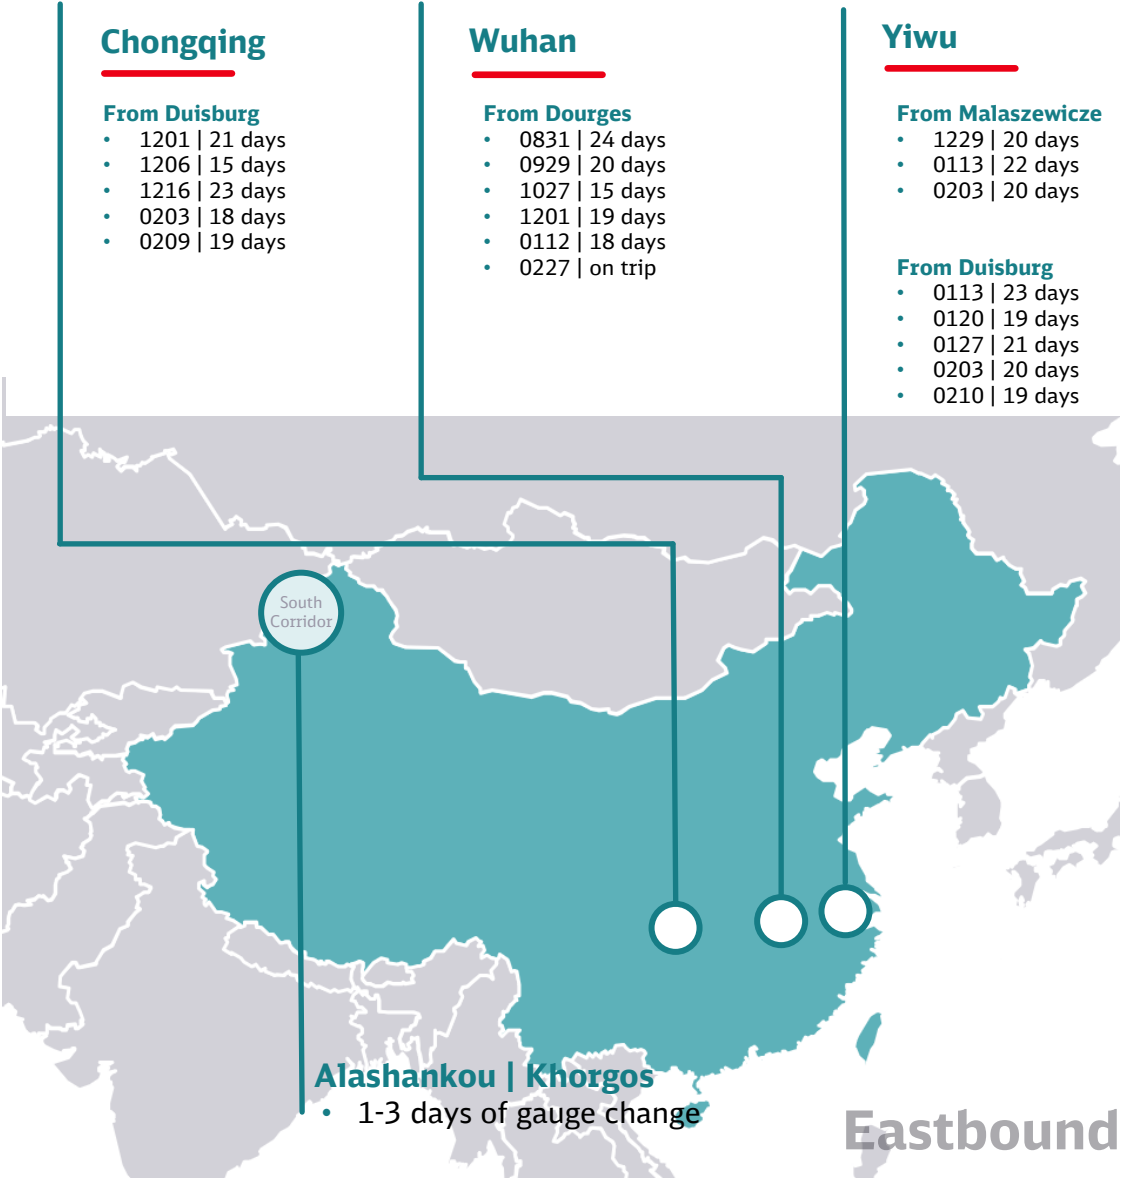 Chongqing
From Duisburg
• 1201 | 21 days
• 1206 | 15 days
• 1216 | 23 days
• 0203 | 18 days
• 0209 | 19 days
Wuhan
From Dourges
• 0831 | 24 days
• 0929 | 20 days
• 1027 | 15 days
• 1201 | 19 days
• 0112 | 18 days
• 0227 | on trip
Yiwu
From Malaszewicze
• 1229 | 20 days
• 0113 | 22 days
• 0203 | 20 days
From Duisburg
• 0113 | 23 days
• 0120 | 19 days
• 0127 | 21 days
• 0203 | 20 days
• 0210 | 19 days
South
Corridor
Alashankou | Khorgos
• 1-3 days of gauge change
Eastbound